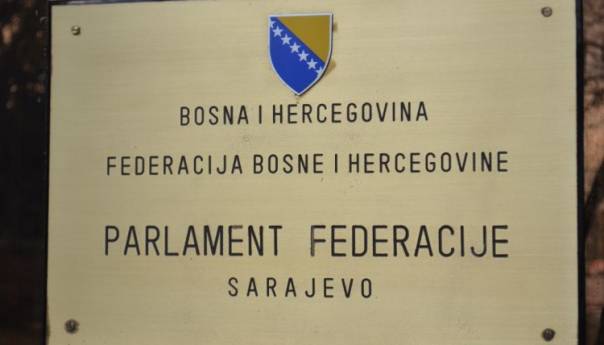 BOSNA I HERCEGOVINA
FEDERACIJA BOSNE I HERCEGOVINE
PARLAMENT FEDERACIJE
SARAJEVO